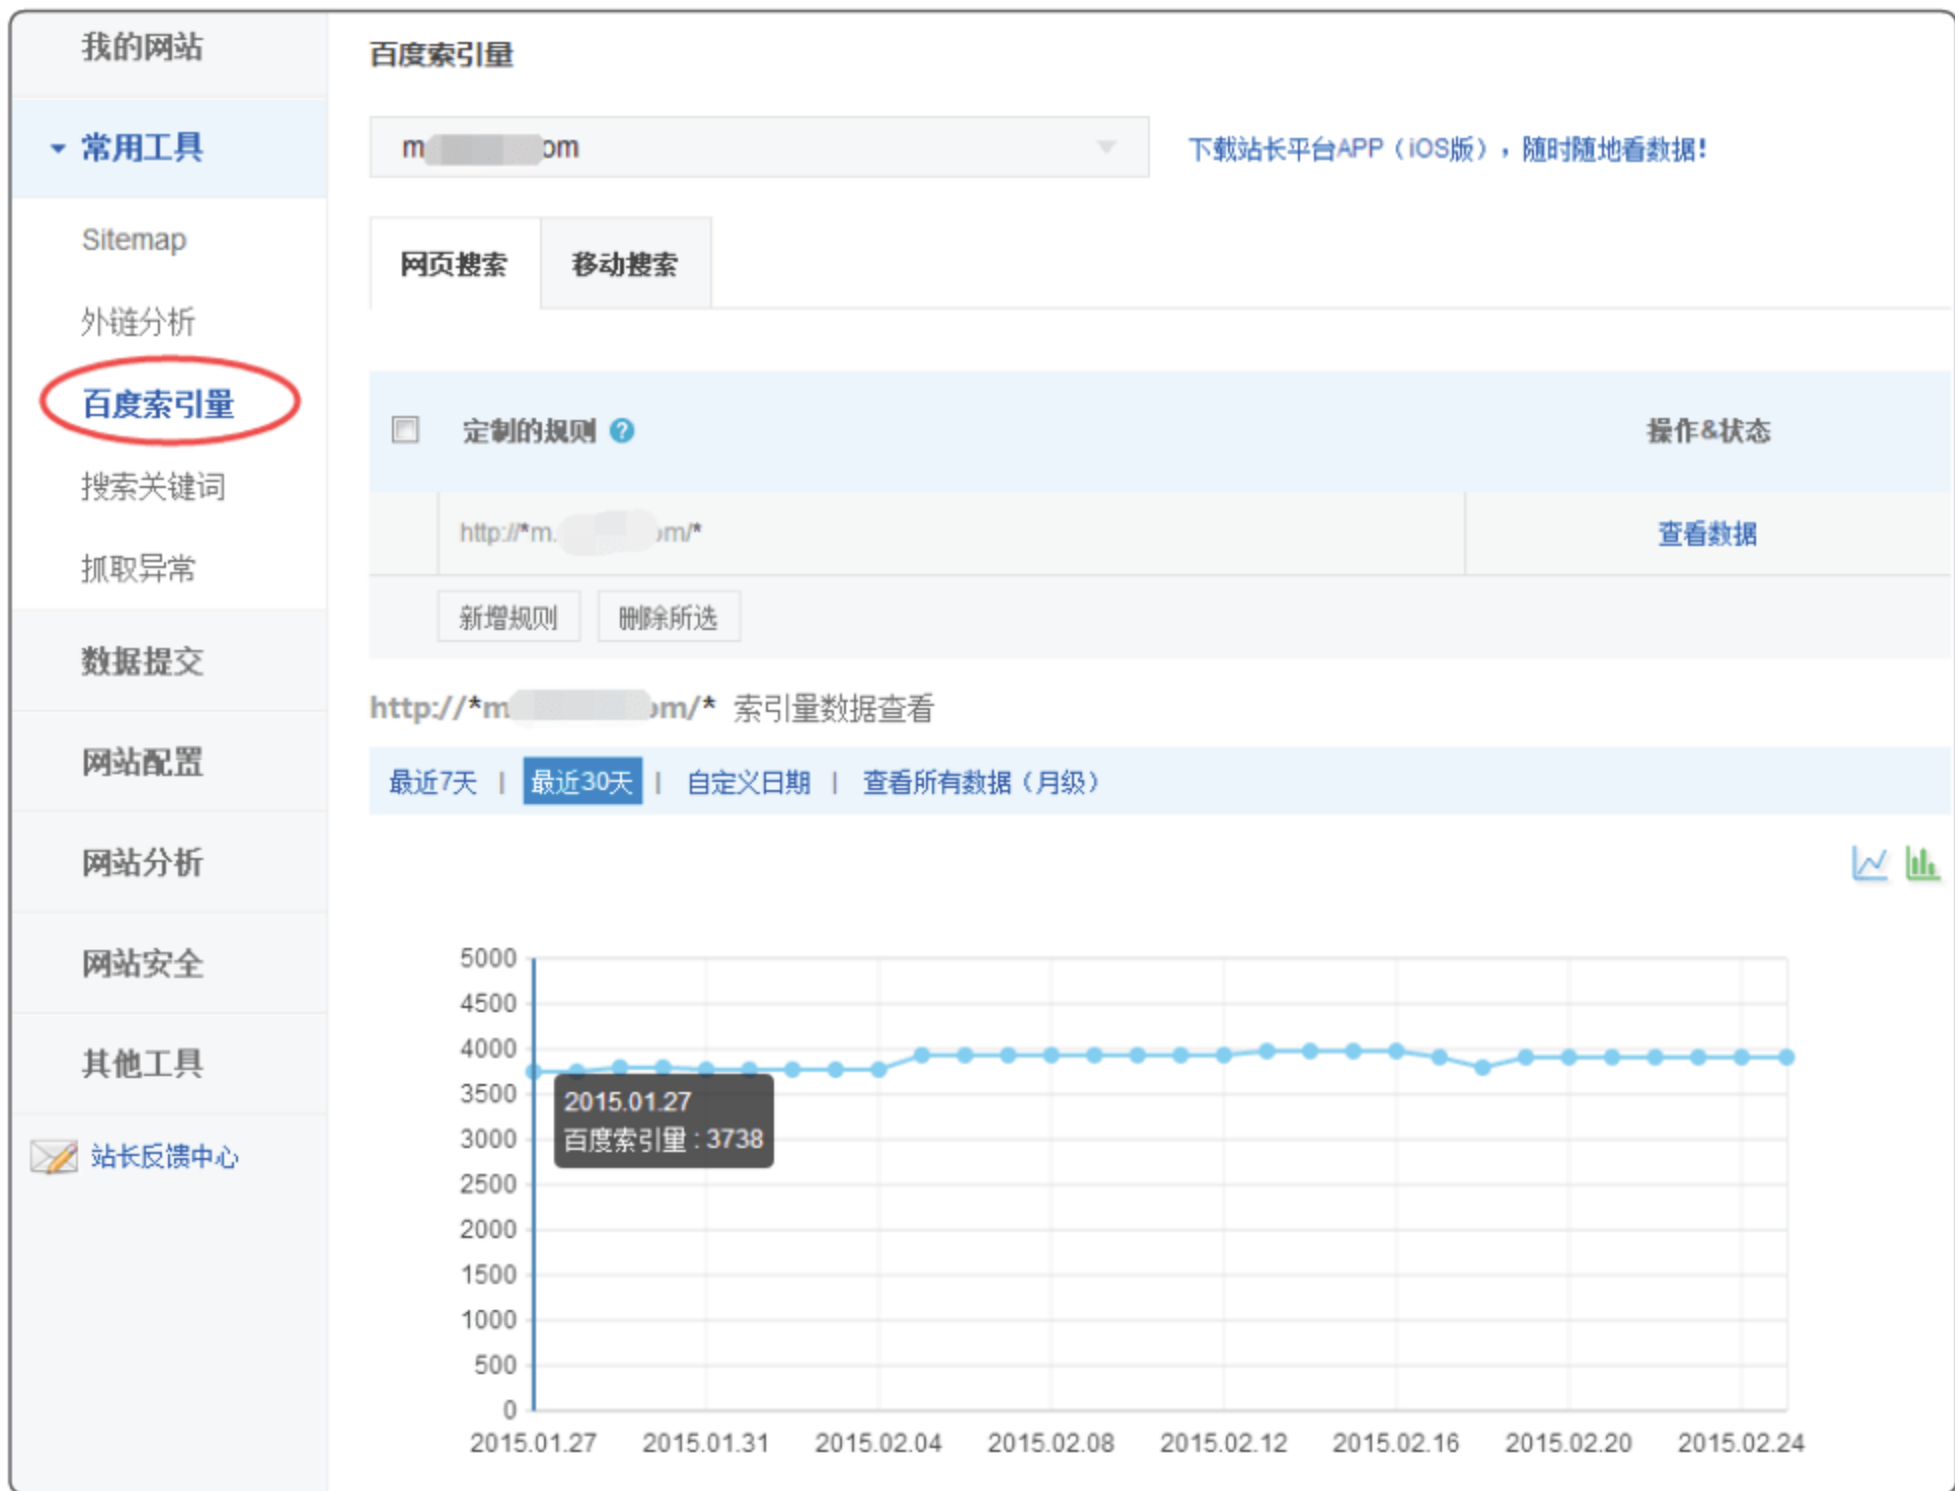 我的网站
常用工具
Sitemap
外链分析
百度索引量
搜索关键词
抓取异常
数据提交
网站配置
网站分析
网站安全
其他工具
站长反馈中心
百度索引量
m om
下载站长平台APP（iOS版），随时随地看数据！
网页搜索 移动搜索
定制的规则 ? 操作&状态
http://*m. om/* 查看数据
新增规则 删除所选
http://*m om/* 索引量数据查看
最近7天 | 最近30天 | 自定义日期 | 查看所有数据（月级）
5000
4500
4000
3500
3000
2500
2000
1500
1000
500
0
2015.01.27
百度索引量 : 3738
2015.01.27 2015.01.31 2015.02.04 2015.02.08 2015.02.12 2015.02.16 2015.02.20 2015.02.24